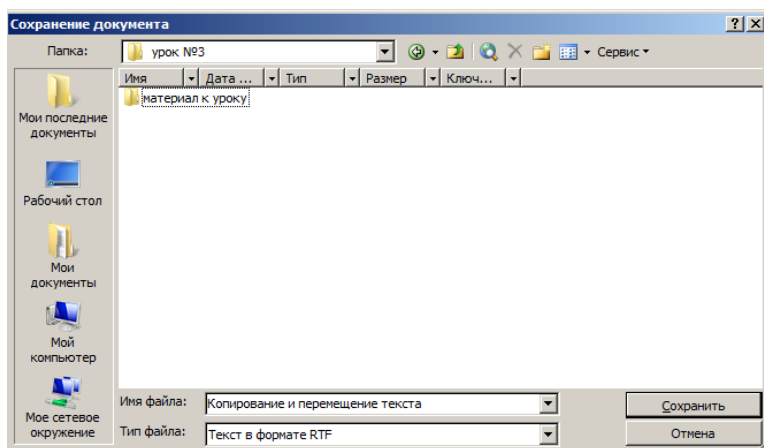 Сохранение документа
Папка:
урок №3
Сервис
Имя
Дата ...
Тип
Размер
Ключ...
материал к уроку
Мои последние
документы
Рабочий стол
Мои
документы
Мой
компьютер
Мое сетевое
окружение
Имя файла:
Копирование и перемещение текста
Сохранить
Тип файла:
Текст в формате RTF
Отмена